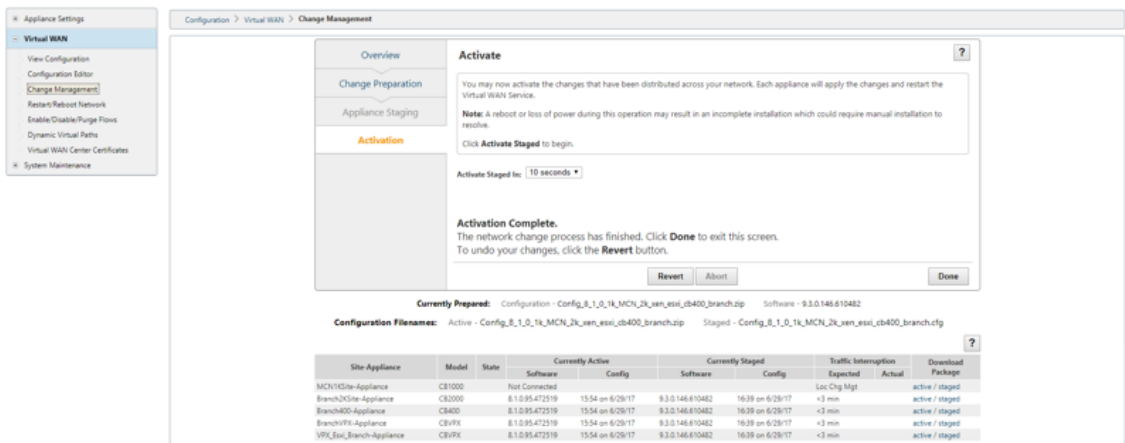 Appliance Settings
Configuration > Virtual WAN > Change Management
Virtual WAN
View Configuration
Configuration Editor
Change Management
Restart/Reboot Network
Enable/Disable/Purge Flows
Dynamic Virtual Paths
Virtual WAN Center Certificates
System Maintenance
Overview
Change Preparation
Appliance Staging
Activation
Activate
?
You may now activate the changes that have been distributed across your network. Each appliance will apply the changes and restart the
Virtual WAN Service.
Note: A reboot or loss of power during this operation may result in an incomplete installation which could require manual installation to
resolve.
Click Activate Staged to begin.
Activate Staged In: 10 seconds
Activation Complete.
The network change process has finished. Click Done to exit this screen.
To undo your changes, click the Revert button.
Revert Abort Done
Currently Prepared: Configuration - Config_8_1_0_1k_MCN_2k_xen_esxi_cb400_branch.zip Software - 9.3.0.146.610482
Configuration Filenames: Active - Config_8_1_0_1k_MCN_2k_xen_esxi_cb400_branch.zip Staged - Config_8_1_0_1k_MCN_2k_xen_esxi_cb400_branch.cfg
?
Site-Appliance Model State Currently Active Currently Staged Traffic Interruption Download Package
Software Config Software Config Expected Actual
MCN1KSite-Appliance CB1000 Not Connected Loc Chg Mgt active / staged
Branch2KSite-Appliance CB2000 8.1.0.95.472519 15:54 on 6/29/17 9.3.0.146.610482 16:39 on 6/29/17 <3 min active / staged
Branch400-Appliance CB400 8.1.0.95.472519 15:54 on 6/29/17 9.3.0.146.610482 16:39 on 6/29/17 <3 min active / staged
BranchVPX-Appliance CBVPX 8.1.0.95.472519 15:54 on 6/29/17 9.3.0.146.610482 16:39 on 6/29/17 <3 min active / staged
VPX_Esxi_Branch-Appliance CBVPX 8.1.0.95.472519 15:54 on 6/29/17 9.3.0.146.610482 16:39 on 6/29/17 <3 min active / staged